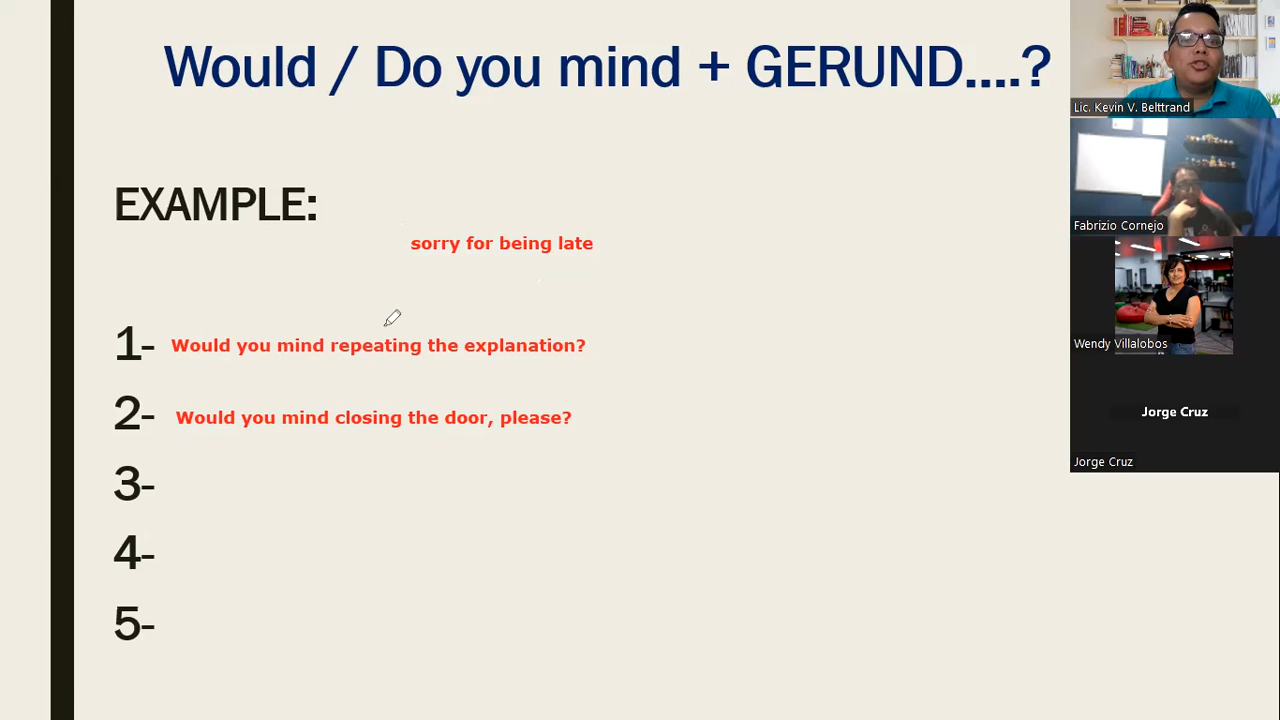 Would / Do you mind + GERUND....?
EXAMPLE:
sorry for being late
1- Would you mind repeating the explanation?
2- Would you mind closing the door, please?
3-
4-
5-
Lic. Kevin V. Belttrand
Fabrizio Cornejo
Wendy Villalobos
Jorge Cruz
Jorge Cruz